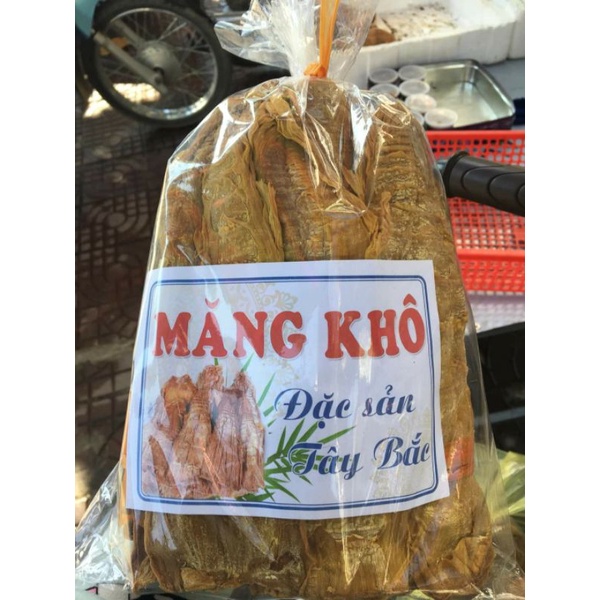 MĂNG KHÔ
Đặc sản
Tây Bắc